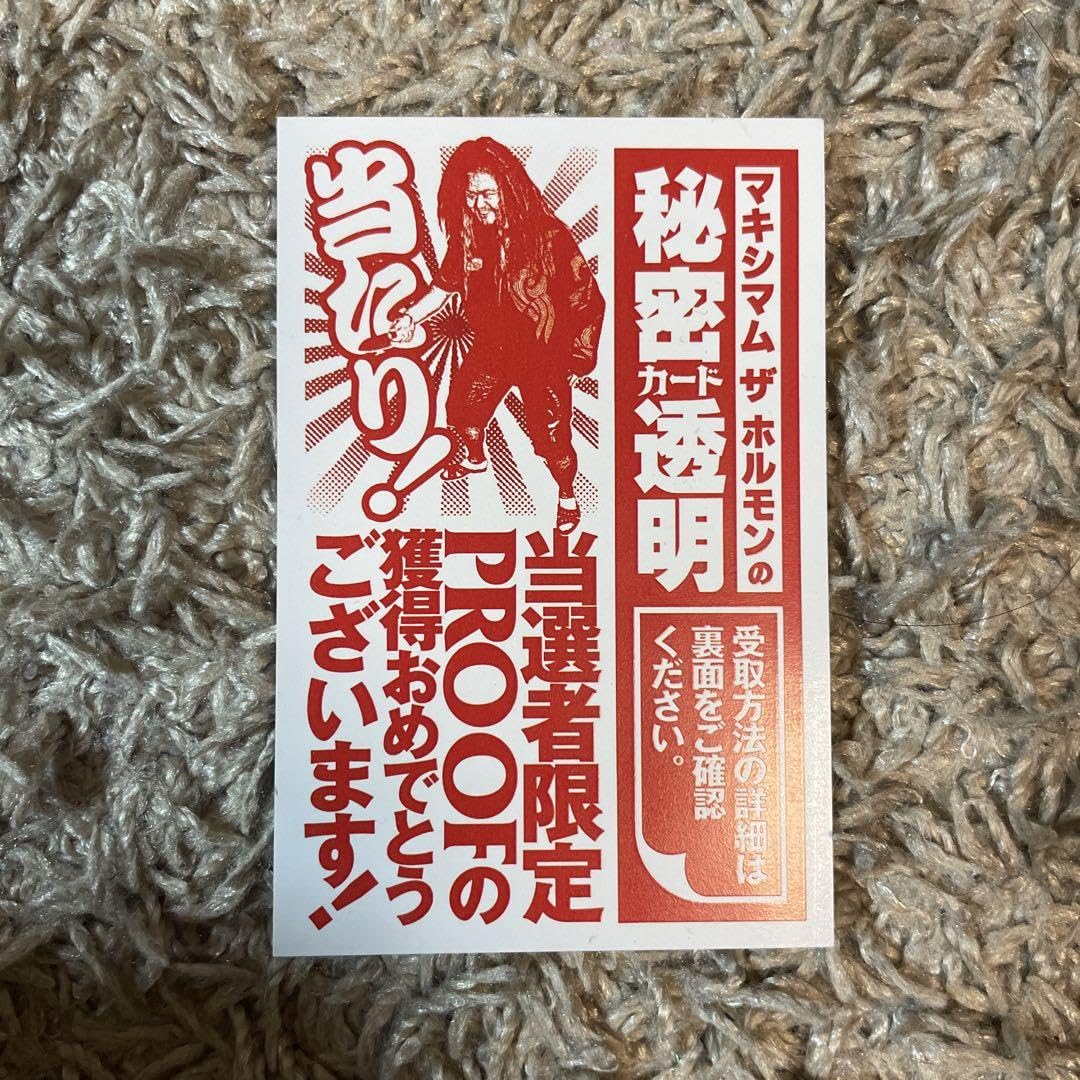 マキシマム ザ ホルモンの
秘密カード透明
受取方法の詳細は
裏面をご確認
ください。
当たり!
当選者限定
PROOFの
獲得おめでとう
ございます!